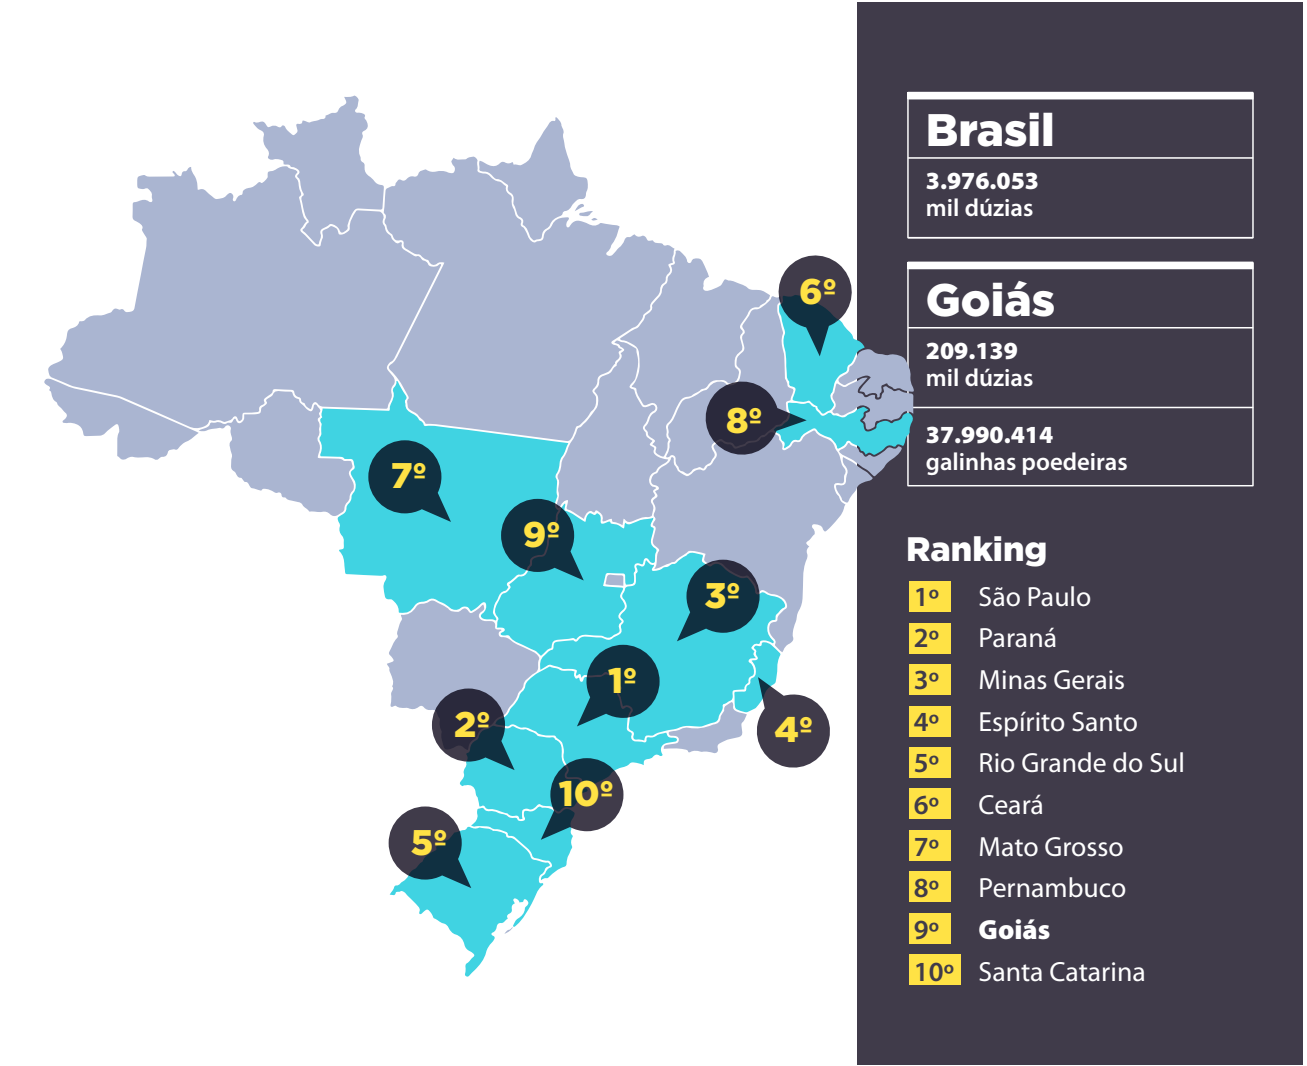 6º
8º
7º
9º
3º
1º
2º
4º
10º
5º
Brasil
3.976.053
mil dúzias
Goiás
209.139
mil dúzias
37.990.414
galinhas poedeiras
Ranking
1º São Paulo
2º Paraná
3º Minas Gerais
4º Espírito Santo
5º Rio Grande do Sul
6º Ceará
7º Mato Grosso
8º Pernambuco
9º Goiás
10º Santa Catarina